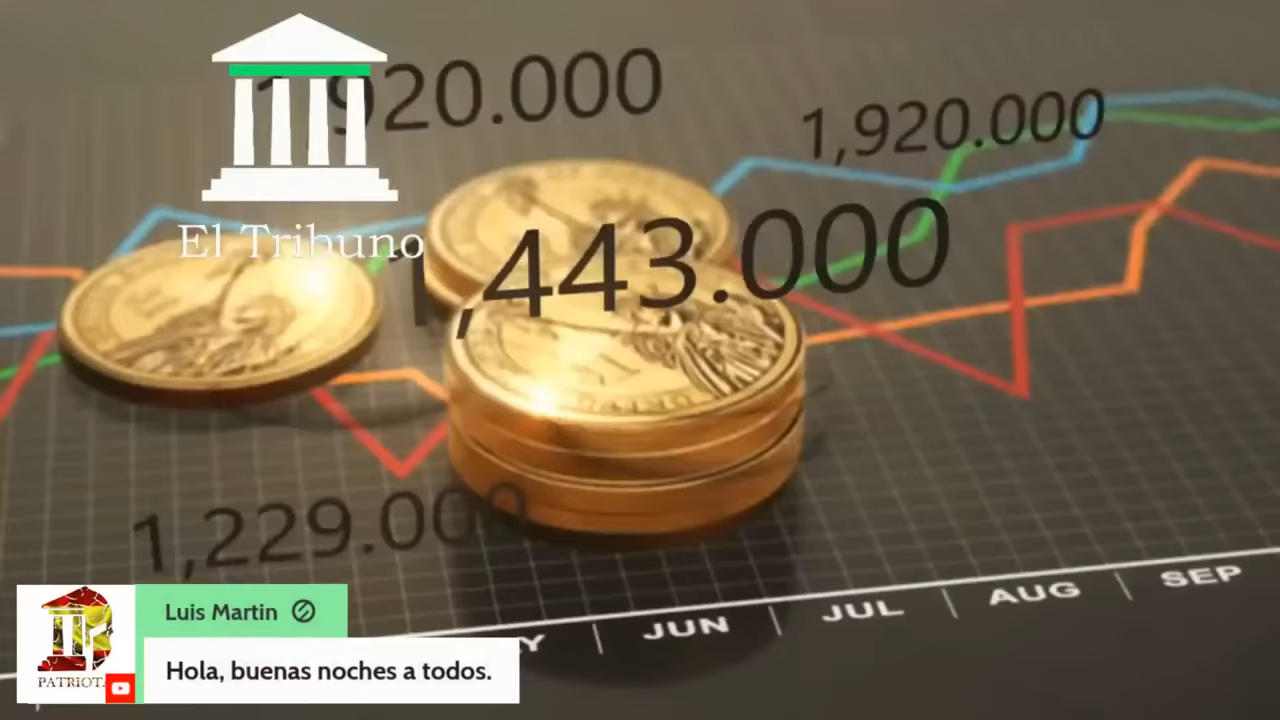 1,920.000
1,920.000
El Tribuno
1,443.000
1,229.000
JUN
JUL
AUG
SEP
Luis Martin
Hola, buenas noches a todos.